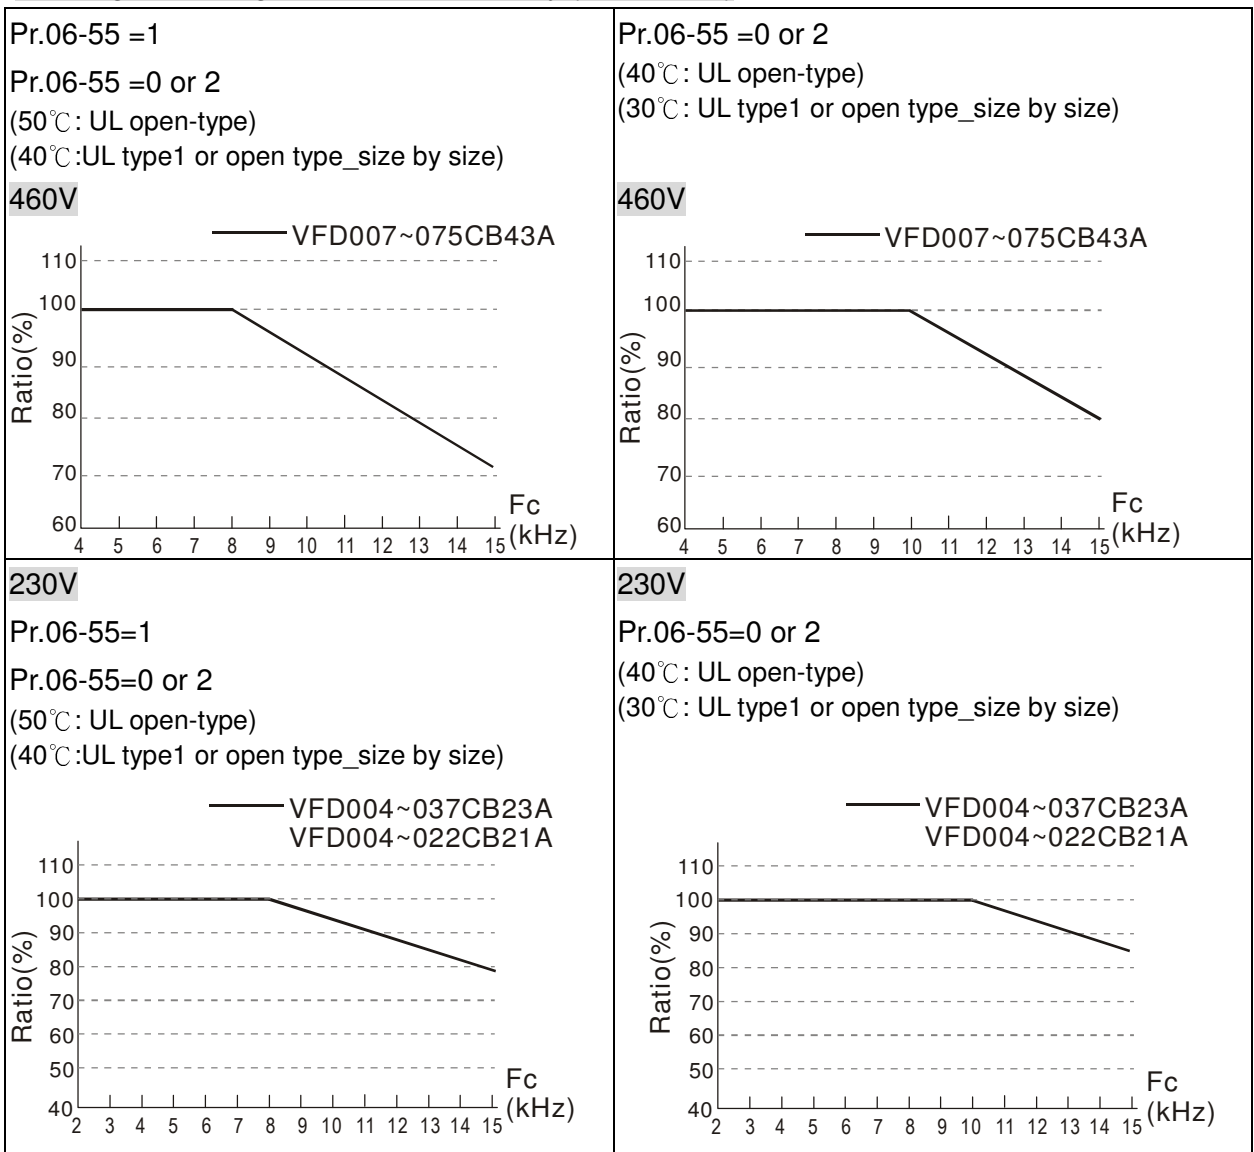 Pr.06-55 =1
Pr.06-55 =0 or 2
(50℃: UL open-type)
(40℃:UL type1 or open type_size by size)
460V
VFD007~075CB43A
110
100
90
80
70
60
Ratio(%)
4 5 6 7 8 9 10 11 12 13 14 15
Fc
(kHz)
Pr.06-55 =0 or 2
(40℃: UL open-type)
(30℃: UL type1 or open type_size by size)
460V
VFD007~075CB43A
110
100
90
80
70
60
Ratio(%)
4 5 6 7 8 9 10 11 12 13 14 15
Fc
(kHz)
230V
Pr.06-55=1
Pr.06-55=0 or 2
(50℃: UL open-type)
(40℃:UL type1 or open type_size by size)
VFD004~037CB23A
VFD004~022CB21A
110
100
90
80
70
60
50
40
Ratio(%)
2 3 4 5 6 7 8 9 10 11 12 13 14 15
Fc
(kHz)
230V
Pr.06-55=0 or 2
(40℃: UL open-type)
(30℃: UL type1 or open type_size by size)
VFD004~037CB23A
VFD004~022CB21A
110
100
90
80
70
60
50
40
Ratio(%)
2 3 4 5 6 7 8 9 10 11 12 13 14 15
Fc
(kHz)